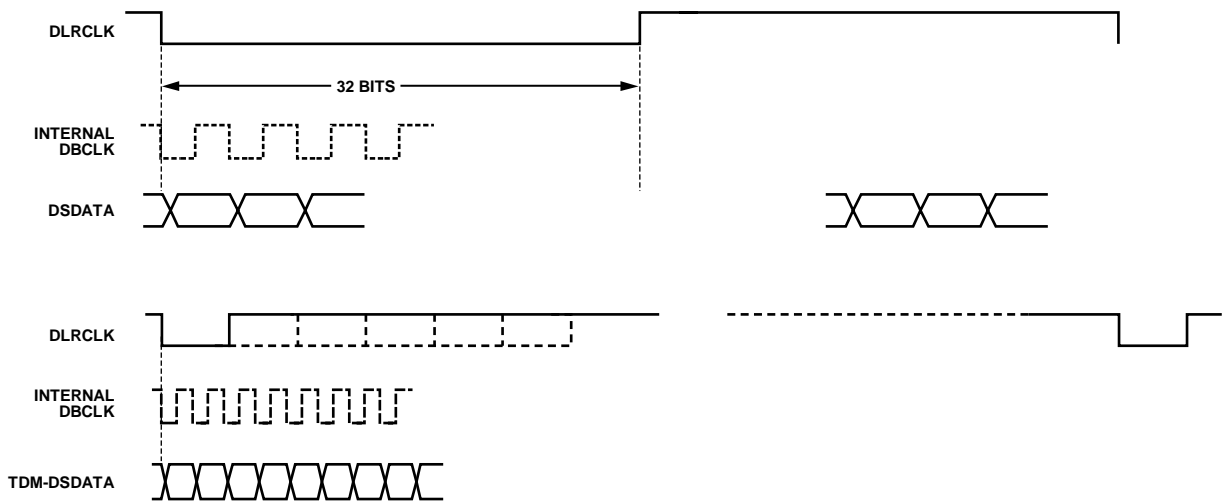 DLRCLK
32 BITS
INTERNAL
DBCLK
DSDATA
DLRCLK
INTERNAL
DBCLK
TDM-DSDATA